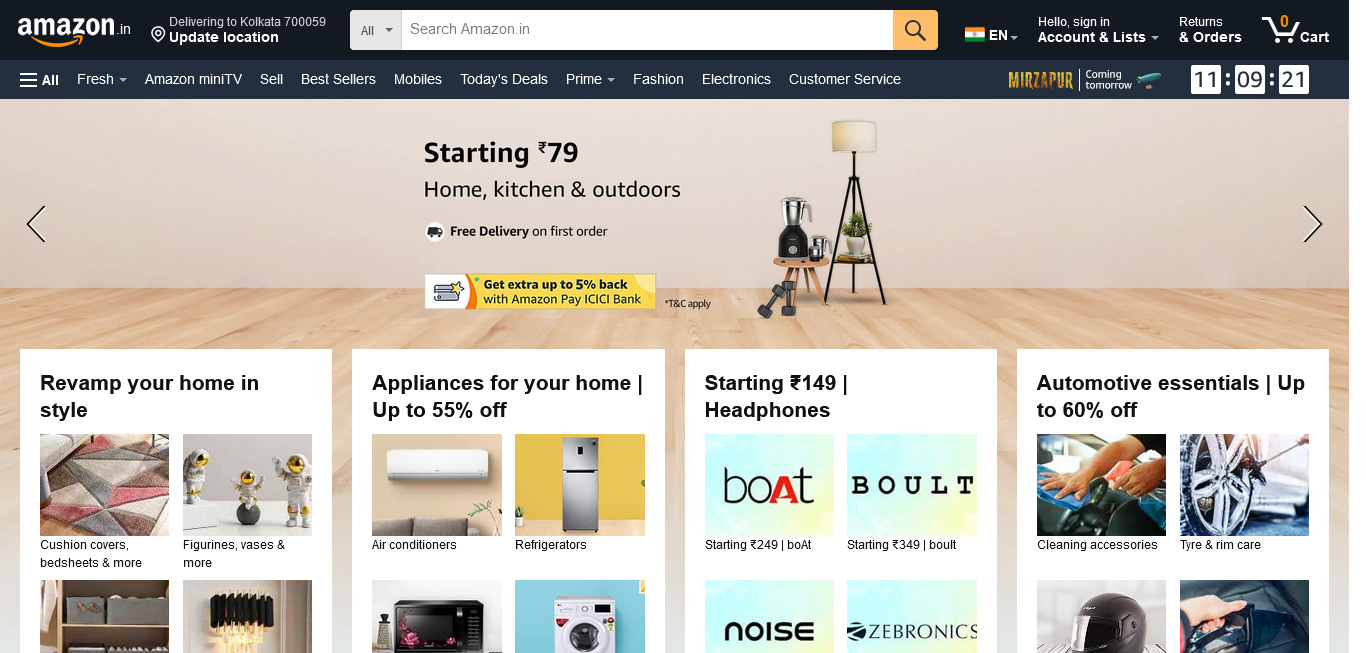 amazon.in
Delivering to Kolkata 700059
Update location
All
Search Amazon.in
EN
Hello, sign in
Account & Lists
Returns
& Orders
0
Cart
All
Fresh
Amazon miniTV
Sell
Best Sellers
Mobiles
Today's Deals
Prime
Fashion
Electronics
Customer Service
MIRZAPUR
Coming
tomorrow
11 : 09 : 21
Starting ₹79
Home, kitchen & outdoors
Free Delivery on first order
Get extra up to 5% back
with Amazon Pay ICICI Bank
*T&C apply
Revamp your home in
style
Cushion covers,
bedsheets & more
Figurines, vases &
more
Appliances for your home |
Up to 55% off
Air conditioners
Refrigerators
Starting ₹149 |
Headphones
boAt
BOULT
Starting ₹249 | boAt
Starting ₹349 | boult
noise
ZEBRONICS
Automotive essentials | Up
to 60% off
Cleaning accessories
Tyre & rim care